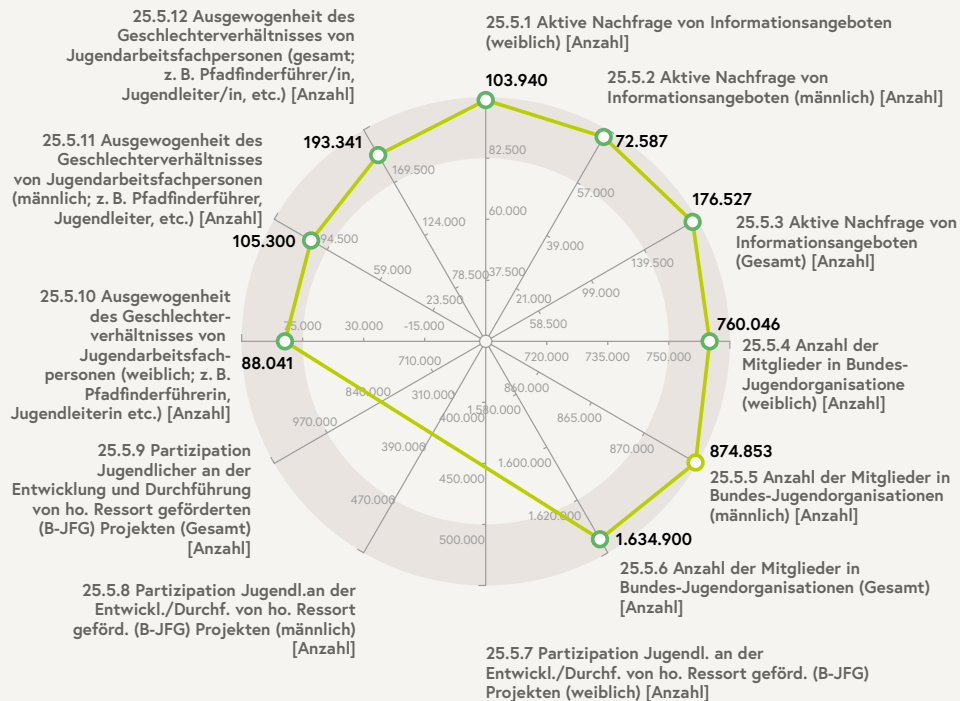 25.5.12 Ausgewogenheit des
Geschlechterverhältnisses von
Jugendarbeitsfachpersonen (gesamt;
z. B. Pfadfinderführer/in,
Jugendleiter/in, etc.) [Anzahl]
25.5.1 Aktive Nachfrage von Informationsangeboten
(weiblich) [Anzahl]
25.5.2 Aktive Nachfrage von
Informationsangeboten (männlich) [Anzahl]
103.940
72.587
193.341
25.5.11 Ausgewogenheit des
Geschlechterverhältnisses
von Jugendarbeitsfachpersonen
(männlich; z. B. Pfadfinderführer,
Jugendleiter, etc.) [Anzahl]
105.300
176.527
25.5.3 Aktive Nachfrage von
Informationsangeboten
(Gesamt) [Anzahl]
82.500
60.000
37.500
57.000
39.000
21.000
139.500
99.000
58.500
169.500
124.000
78.500
94.500
59.000
23.500
25.5.10 Ausgewogenheit
des Geschlechter-
verhältnisses von
Jugendarbeitsfach-
personen (weiblich; z. B.
Pfadfinderführerin,
Jugendleiterin etc.) [Anzahl]
88.041
75.000
30.000
-15.000
720.000
735.000
750.000
760.046
25.5.4 Anzahl der
Mitglieder in Bundes-
Jugendorganisatione
(weiblich) [Anzahl]
710.000
840.000
970.000
310.000
390.000
470.000
400.000
450.000
500.000
1.580.000
1.600.000
1.620.000
860.000
865.000
870.000
874.853
25.5.5 Anzahl der Mitglieder in
Bundes-Jugendorganisationen
(männlich) [Anzahl]
25.5.9 Partizipation
Jugendlicher an der
Entwicklung und Durchführung
von ho. Ressort geförderten
(B-JFG) Projekten (Gesamt)
[Anzahl]
1.634.900
25.5.6 Anzahl der Mitglieder in
Bundes-Jugendorganisationen (Gesamt)
[Anzahl]
25.5.8 Partizipation Jugendl.an der
Entwickl./Durchf. von ho. Ressort
geförd. (B-JFG) Projekten (männlich)
[Anzahl]
25.5.7 Partizipation Jugendl. an der
Entwickl./Durchf. von ho. Ressort geförd. (B-JFG)
Projekten (weiblich) [Anzahl]